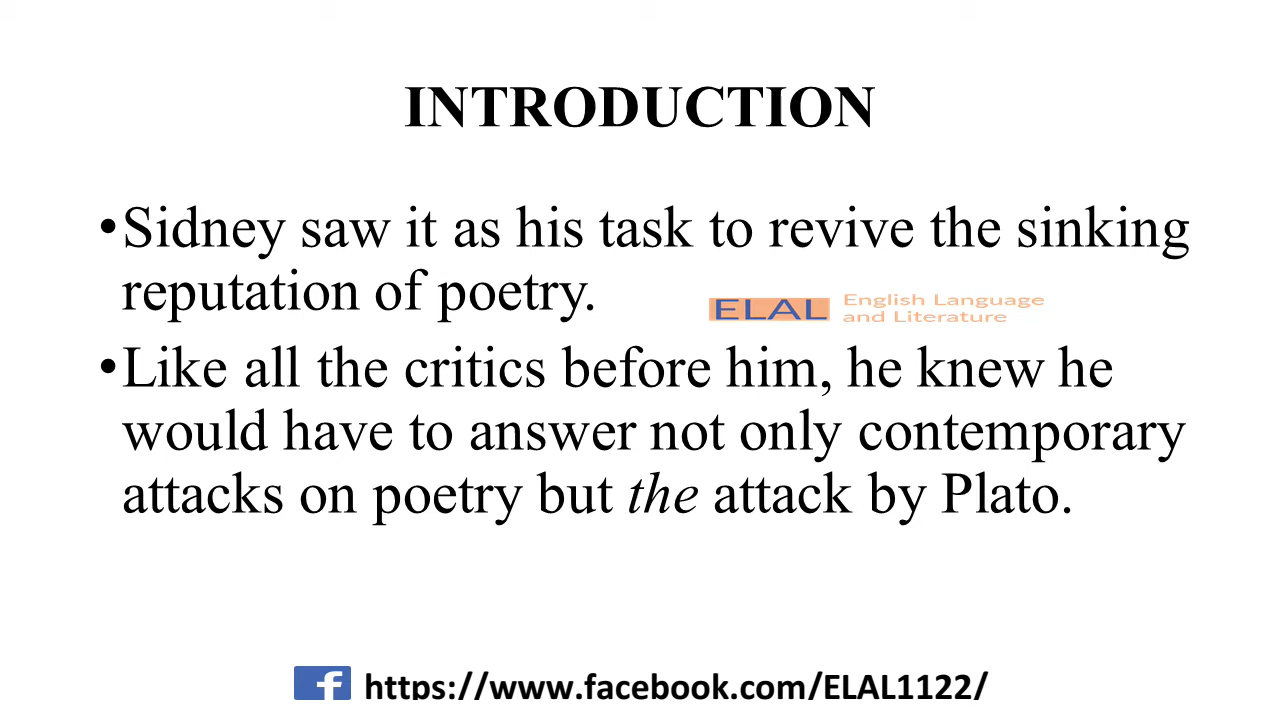 INTRODUCTION
•Sidney saw it as his task to revive the sinking
reputation of poetry.
ELAL English Language
and Literature
•Like all the critics before him, he knew he
would have to answer not only contemporary
attacks on poetry but the attack by Plato.
f https://www.facebook.com/ELAL1122/